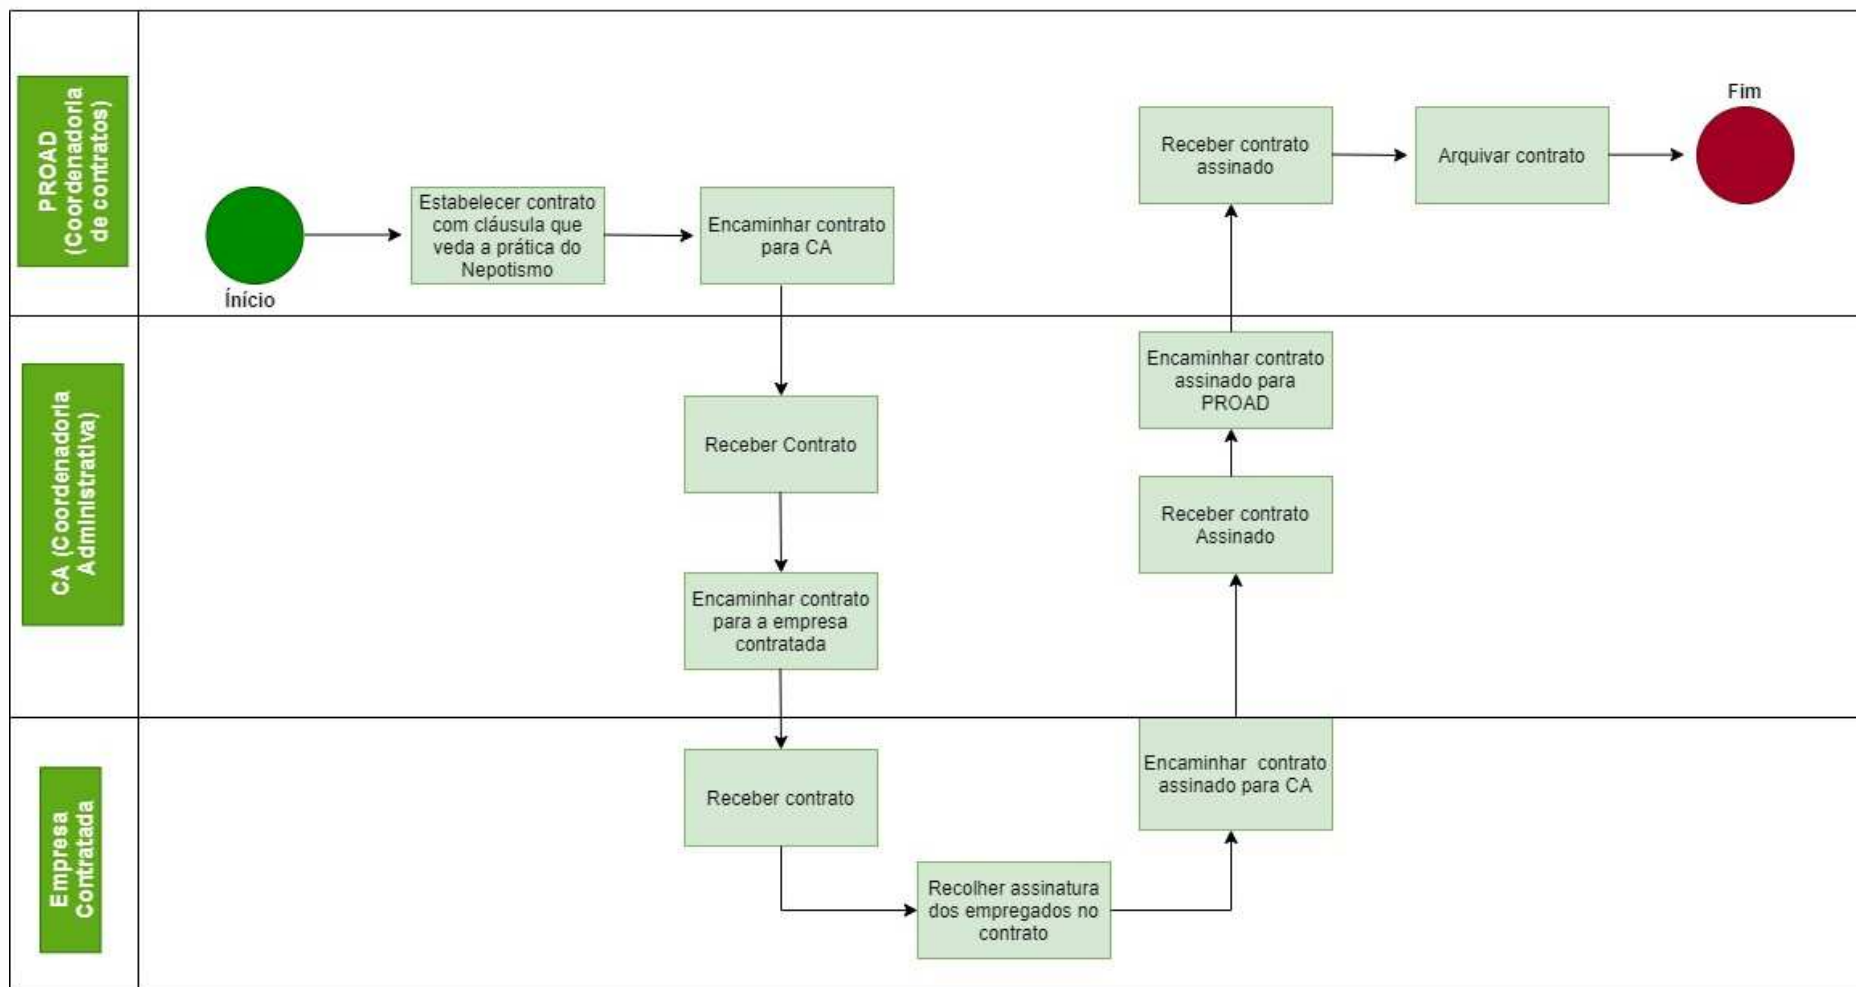 PROAD
(Coordenadoria
de contratos)
Ínício
Estabelecer contrato
com cláusula que
veda a prática do
Nepotismo
Encaminhar contrato
para CA
Receber contrato
assinado
Arquivar contrato
Fim
CA (Coordenadoria
Administrativa)
Receber Contrato
Encaminhar contrato
para a empresa
contratada
Encaminhar contrato
assinado para
PROAD
Receber contrato
Assinado
Empresa
Contratada
Receber contrato
Recolher assinatura
dos empregados no
contrato
Encaminhar contrato
assinado para CA